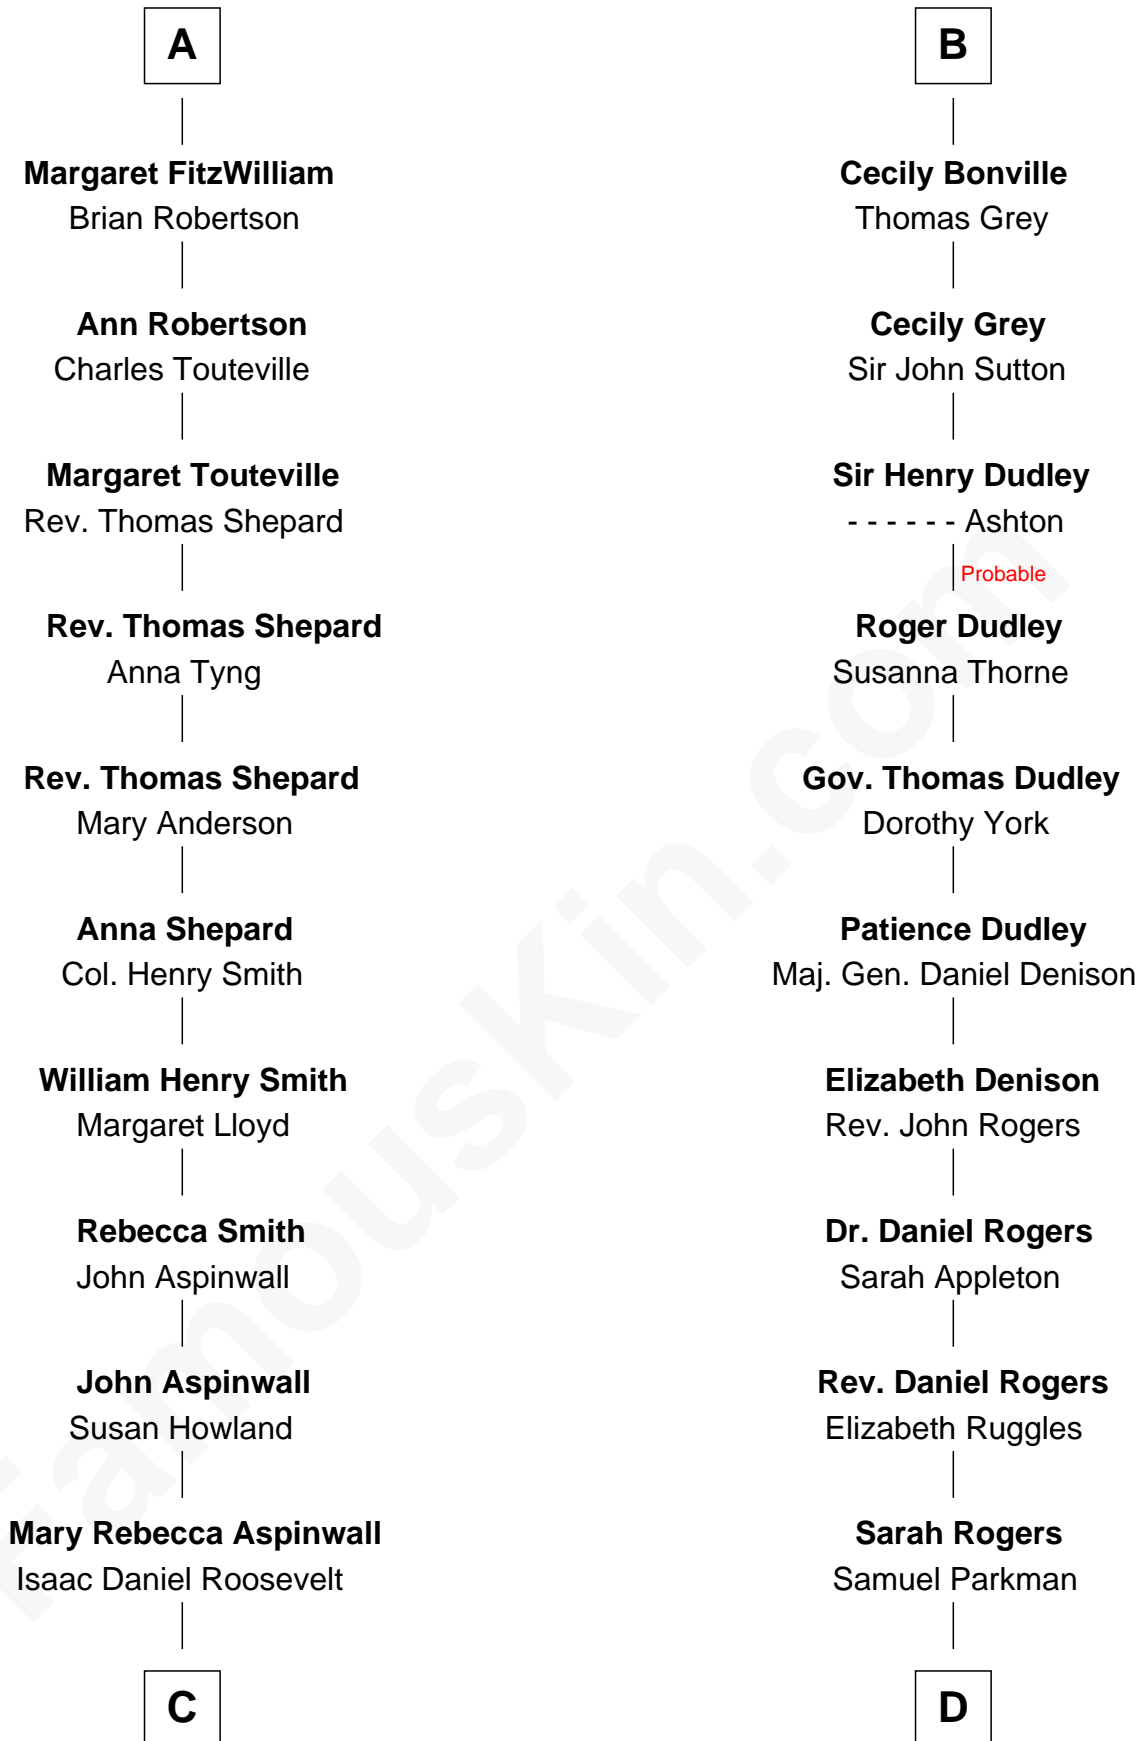 A
Margaret FitzWilliam
Brian Robertson
Ann Robertson
Charles Touteville
Margaret Touteville
Rev. Thomas Shepard
Rev. Thomas Shepard
Anna Tyng
Rev. Thomas Shepard
Mary Anderson
Anna Shepard
Col. Henry Smith
William Henry Smith
Margaret Lloyd
Rebecca Smith
John Aspinwall
John Aspinwall
Susan Howland
Mary Rebecca Aspinwall
Isaac Daniel Roosevelt
C
B
Cecily Bonville
Thomas Grey
Cecily Grey
Sir John Sutton
Sir Henry Dudley
- - - - - - Ashton
Probable
Roger Dudley
Susanna Thorne
Gov. Thomas Dudley
Dorothy York
Patience Dudley
Maj. Gen. Daniel Denison
Elizabeth Denison
Rev. John Rogers
Dr. Daniel Rogers
Sarah Appleton
Rev. Daniel Rogers
Elizabeth Ruggles
Sarah Rogers
Samuel Parkman
D
FamousKin.com